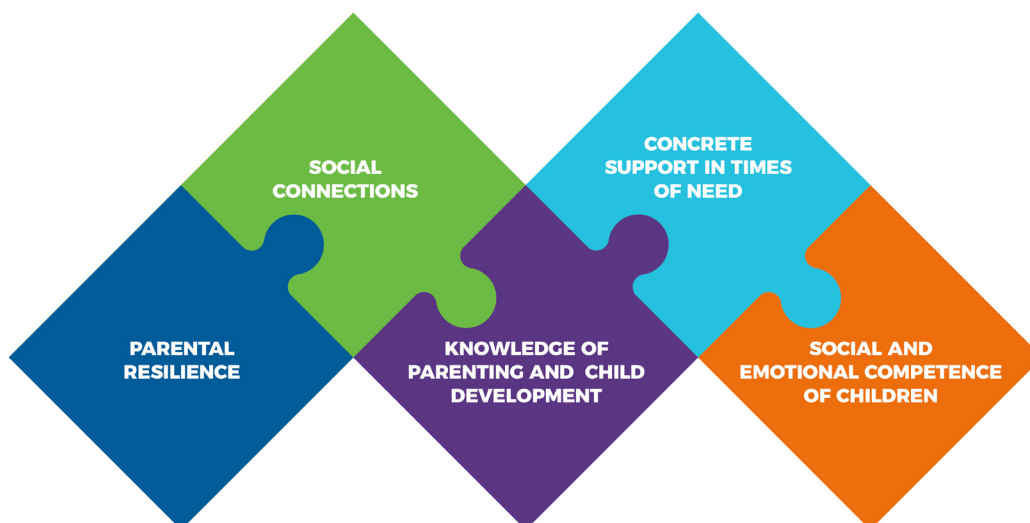 SOCIAL
CONNECTIONS
CONCRETE
SUPPORT IN TIMES
OF NEED
PARENTAL
RESILIENCE
KNOWLEDGE OF
PARENTING AND CHILD
DEVELOPMENT
SOCIAL AND
EMOTIONAL COMPETENCE
OF CHILDREN